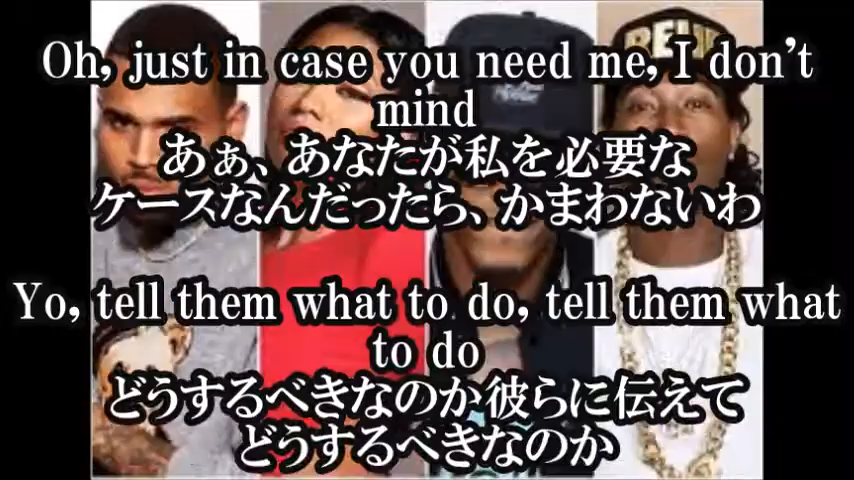 Oh, just in case you need me, I don't
mind
あぁ、あなたが私を必要な
ケースなんだったら、かまわないわ
Yo, tell them what to do, tell them what
to do
どうするべきなのか彼らに伝えて
どうするべきなのか